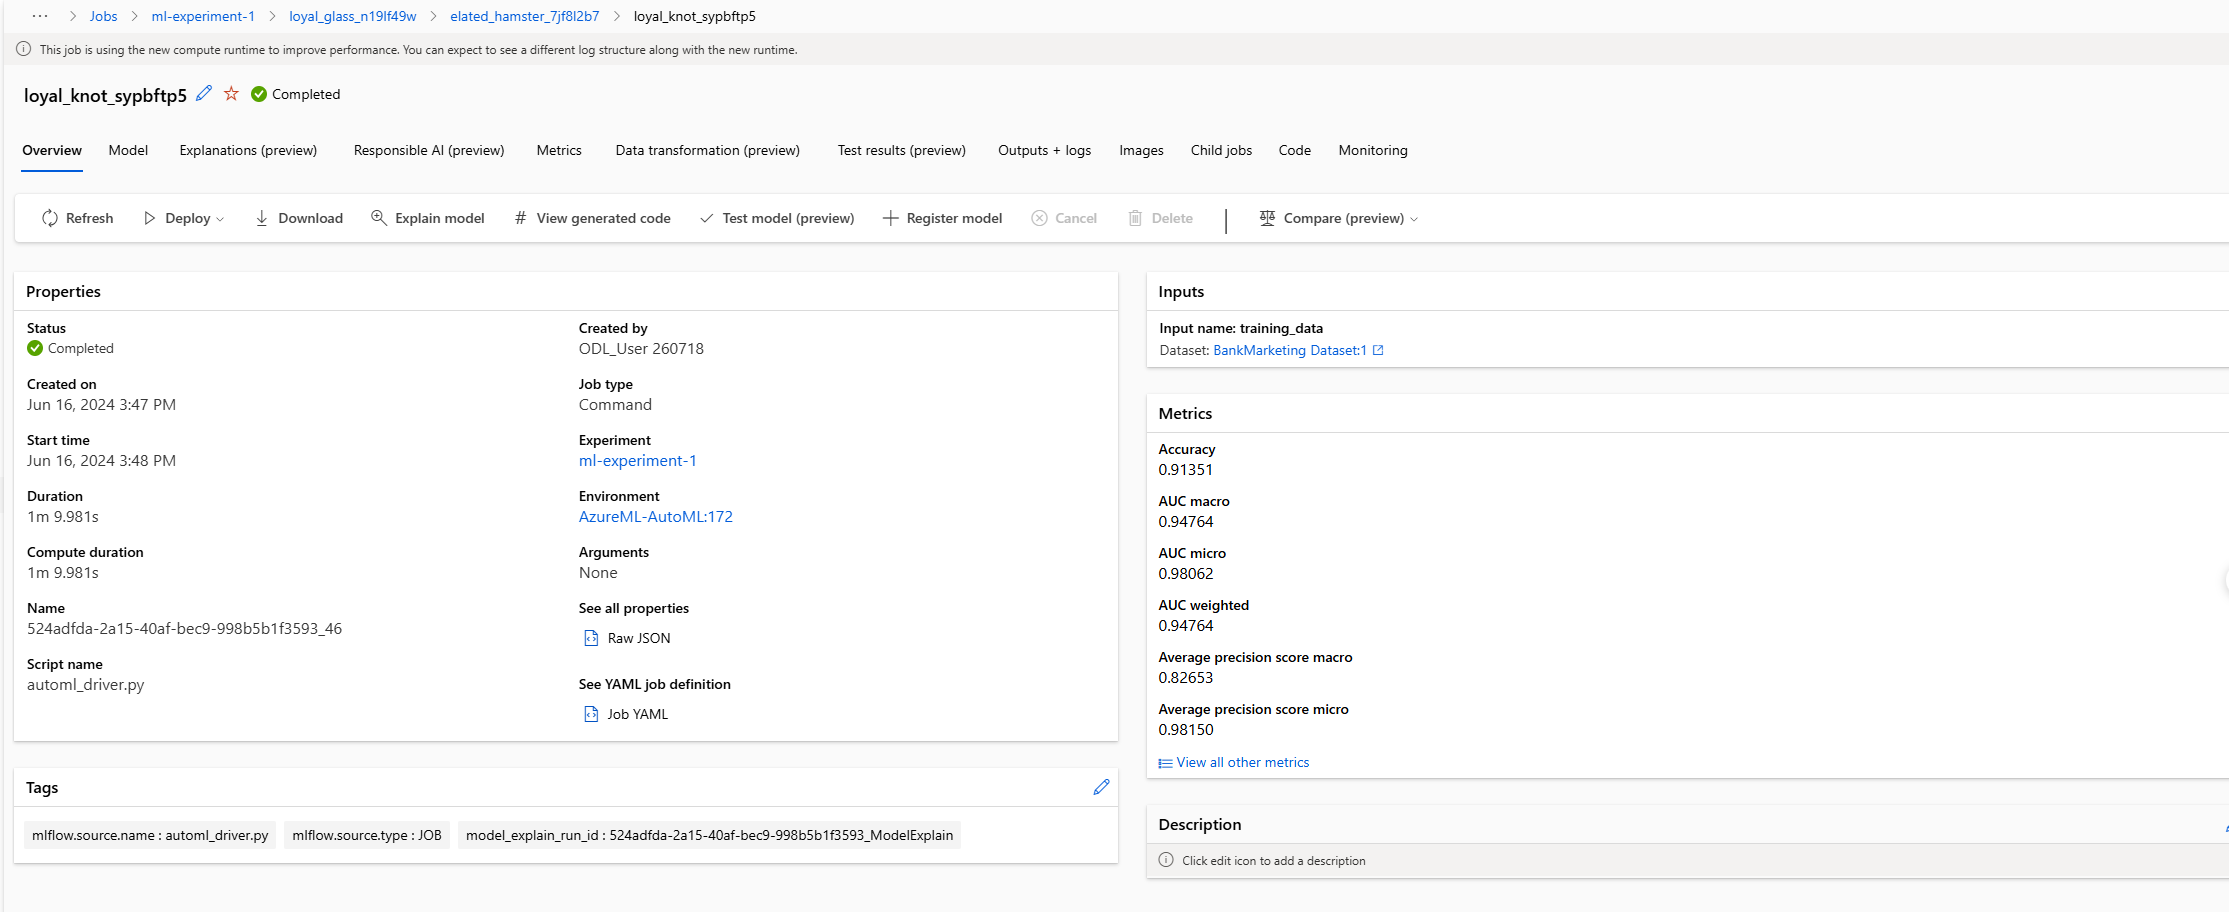 ··· > Jobs > ml-experiment-1 > loyal_glass_n19lf49w > elated_hamster_7jf8l2b7 > loyal_knot_sypbftp5
This job is using the new compute runtime to improve performance. You can expect to see a different log structure along with the new runtime.
loyal_knot_sypbftp5 Completed
Overview Model Explanations (preview) Responsible AI (preview) Metrics Data transformation (preview) Test results (preview) Outputs + logs Images Child jobs Code Monitoring
Refresh Deploy Download Explain model # View generated code Test model (preview) Register model Cancel Delete Compare (preview)
Properties
Status
Completed
Created on
Jun 16, 2024 3:47 PM
Start time
Jun 16, 2024 3:48 PM
Duration
1m 9.981s
Compute duration
1m 9.981s
Name
524adfda-2a15-40af-bec9-998b5b1f3593_46
Script name
automl_driver.py
Created by
ODL_User 260718
Job type
Command
Experiment
ml-experiment-1
Environment
AzureML-AutoML:172
Arguments
None
See all properties
Raw JSON
See YAML job definition
Job YAML
Tags
mlflow.source.name : automl_driver.py mlflow.source.type : JOB model_explain_run_id : 524adfda-2a15-40af-bec9-998b5b1f3593_ModelExplain
Inputs
Input name: training_data
Dataset: BankMarketing Dataset:1
Metrics
Accuracy
0.91351
AUC macro
0.94764
AUC micro
0.98062
AUC weighted
0.94764
Average precision score macro
0.82653
Average precision score micro
0.98150
View all other metrics
Description
Click edit icon to add a description